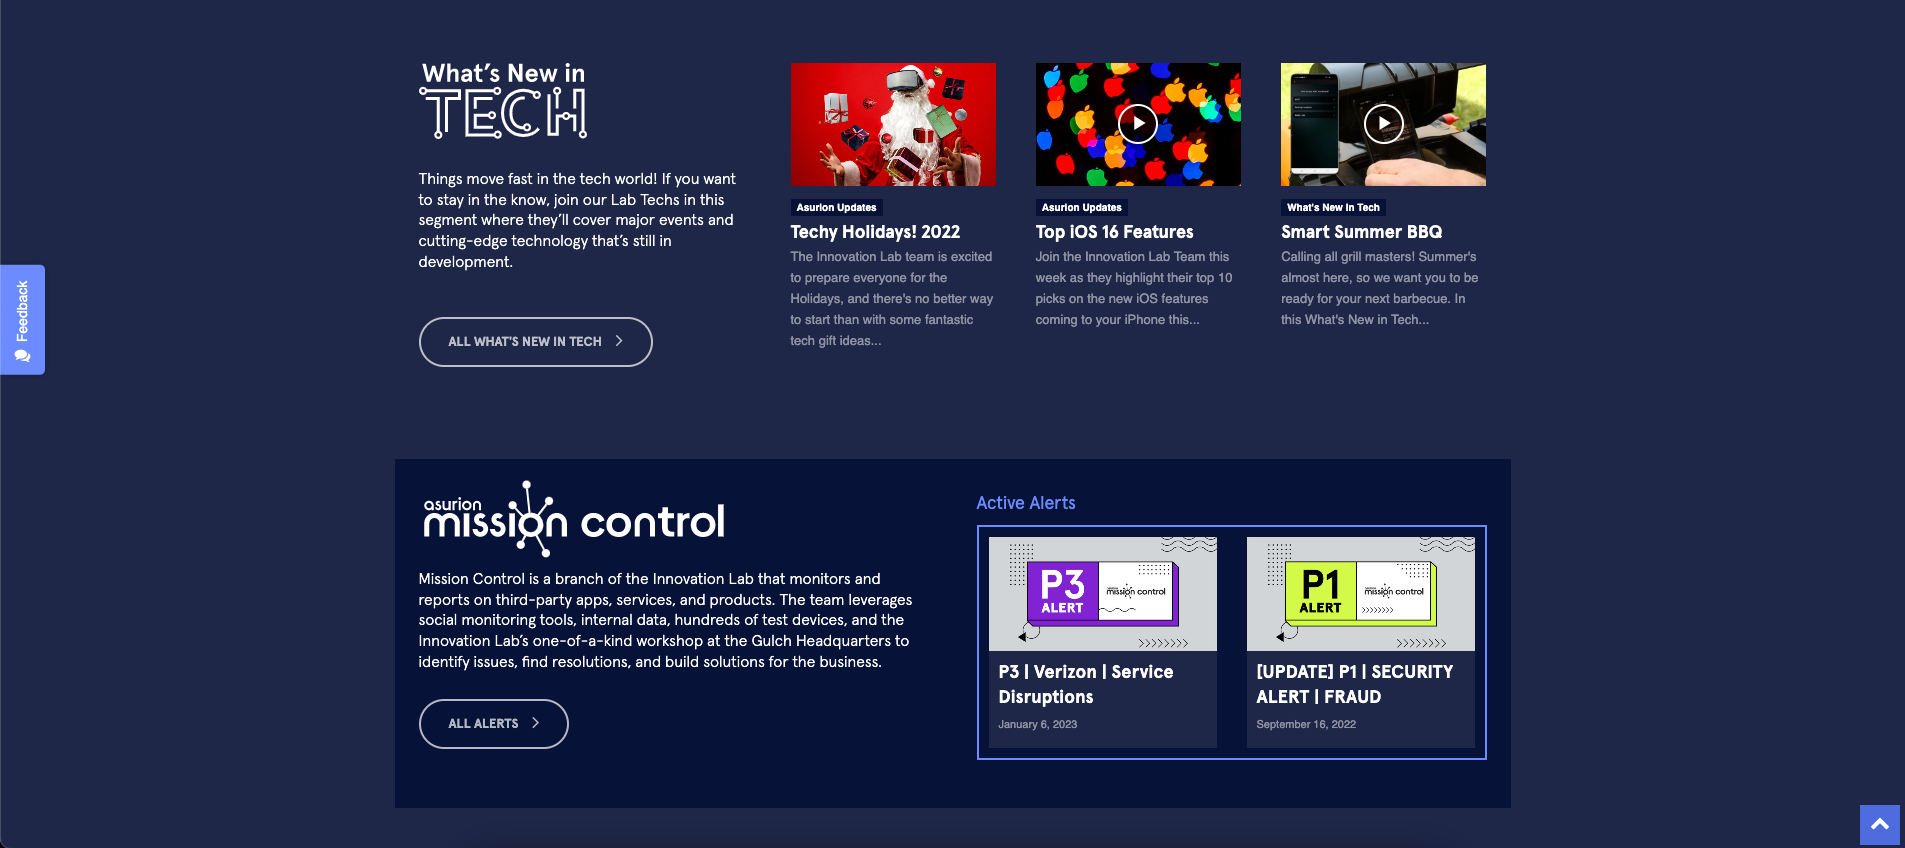 What's New in
TECH
Things move fast in the tech world! If you want
to stay in the know, join our Lab Techs in this
segment where they'll cover major events and
cutting-edge technology that's still in
development.
ALL WHAT'S NEW IN TECH
Asurion Updates
Techy Holidays! 2022
The Innovation Lab team is excited
to prepare everyone for the
Holidays, and there's no better way
to start than with some fantastic
tech gift ideas...
Asurion Updates
Top iOS 16 Features
Join the Innovation Lab Team this
week as they highlight their top 10
picks on the new iOS features
coming to your iPhone this...
What's New In Tech
Smart Summer BBQ
Calling all grill masters! Summer's
almost here, so we want you to be
ready for your next barbecue. In
this What's New in Tech...
Feedback
asurion
mission control
Mission Control is a branch of the Innovation Lab that monitors and
reports on third-party apps, services, and products. The team leverages
social monitoring tools, internal data, hundreds of test devices, and the
Innovation Lab's one-of-a-kind workshop at the Gulch Headquarters to
identify issues, find resolutions, and build solutions for the business.
ALL ALERTS
Active Alerts
P3
ALERT
mission control
P3 | Verizon | Service
Disruptions
January 6, 2023
P1
ALERT
mission control
[UPDATE] P1 | SECURITY
ALERT | FRAUD
September 16, 2022